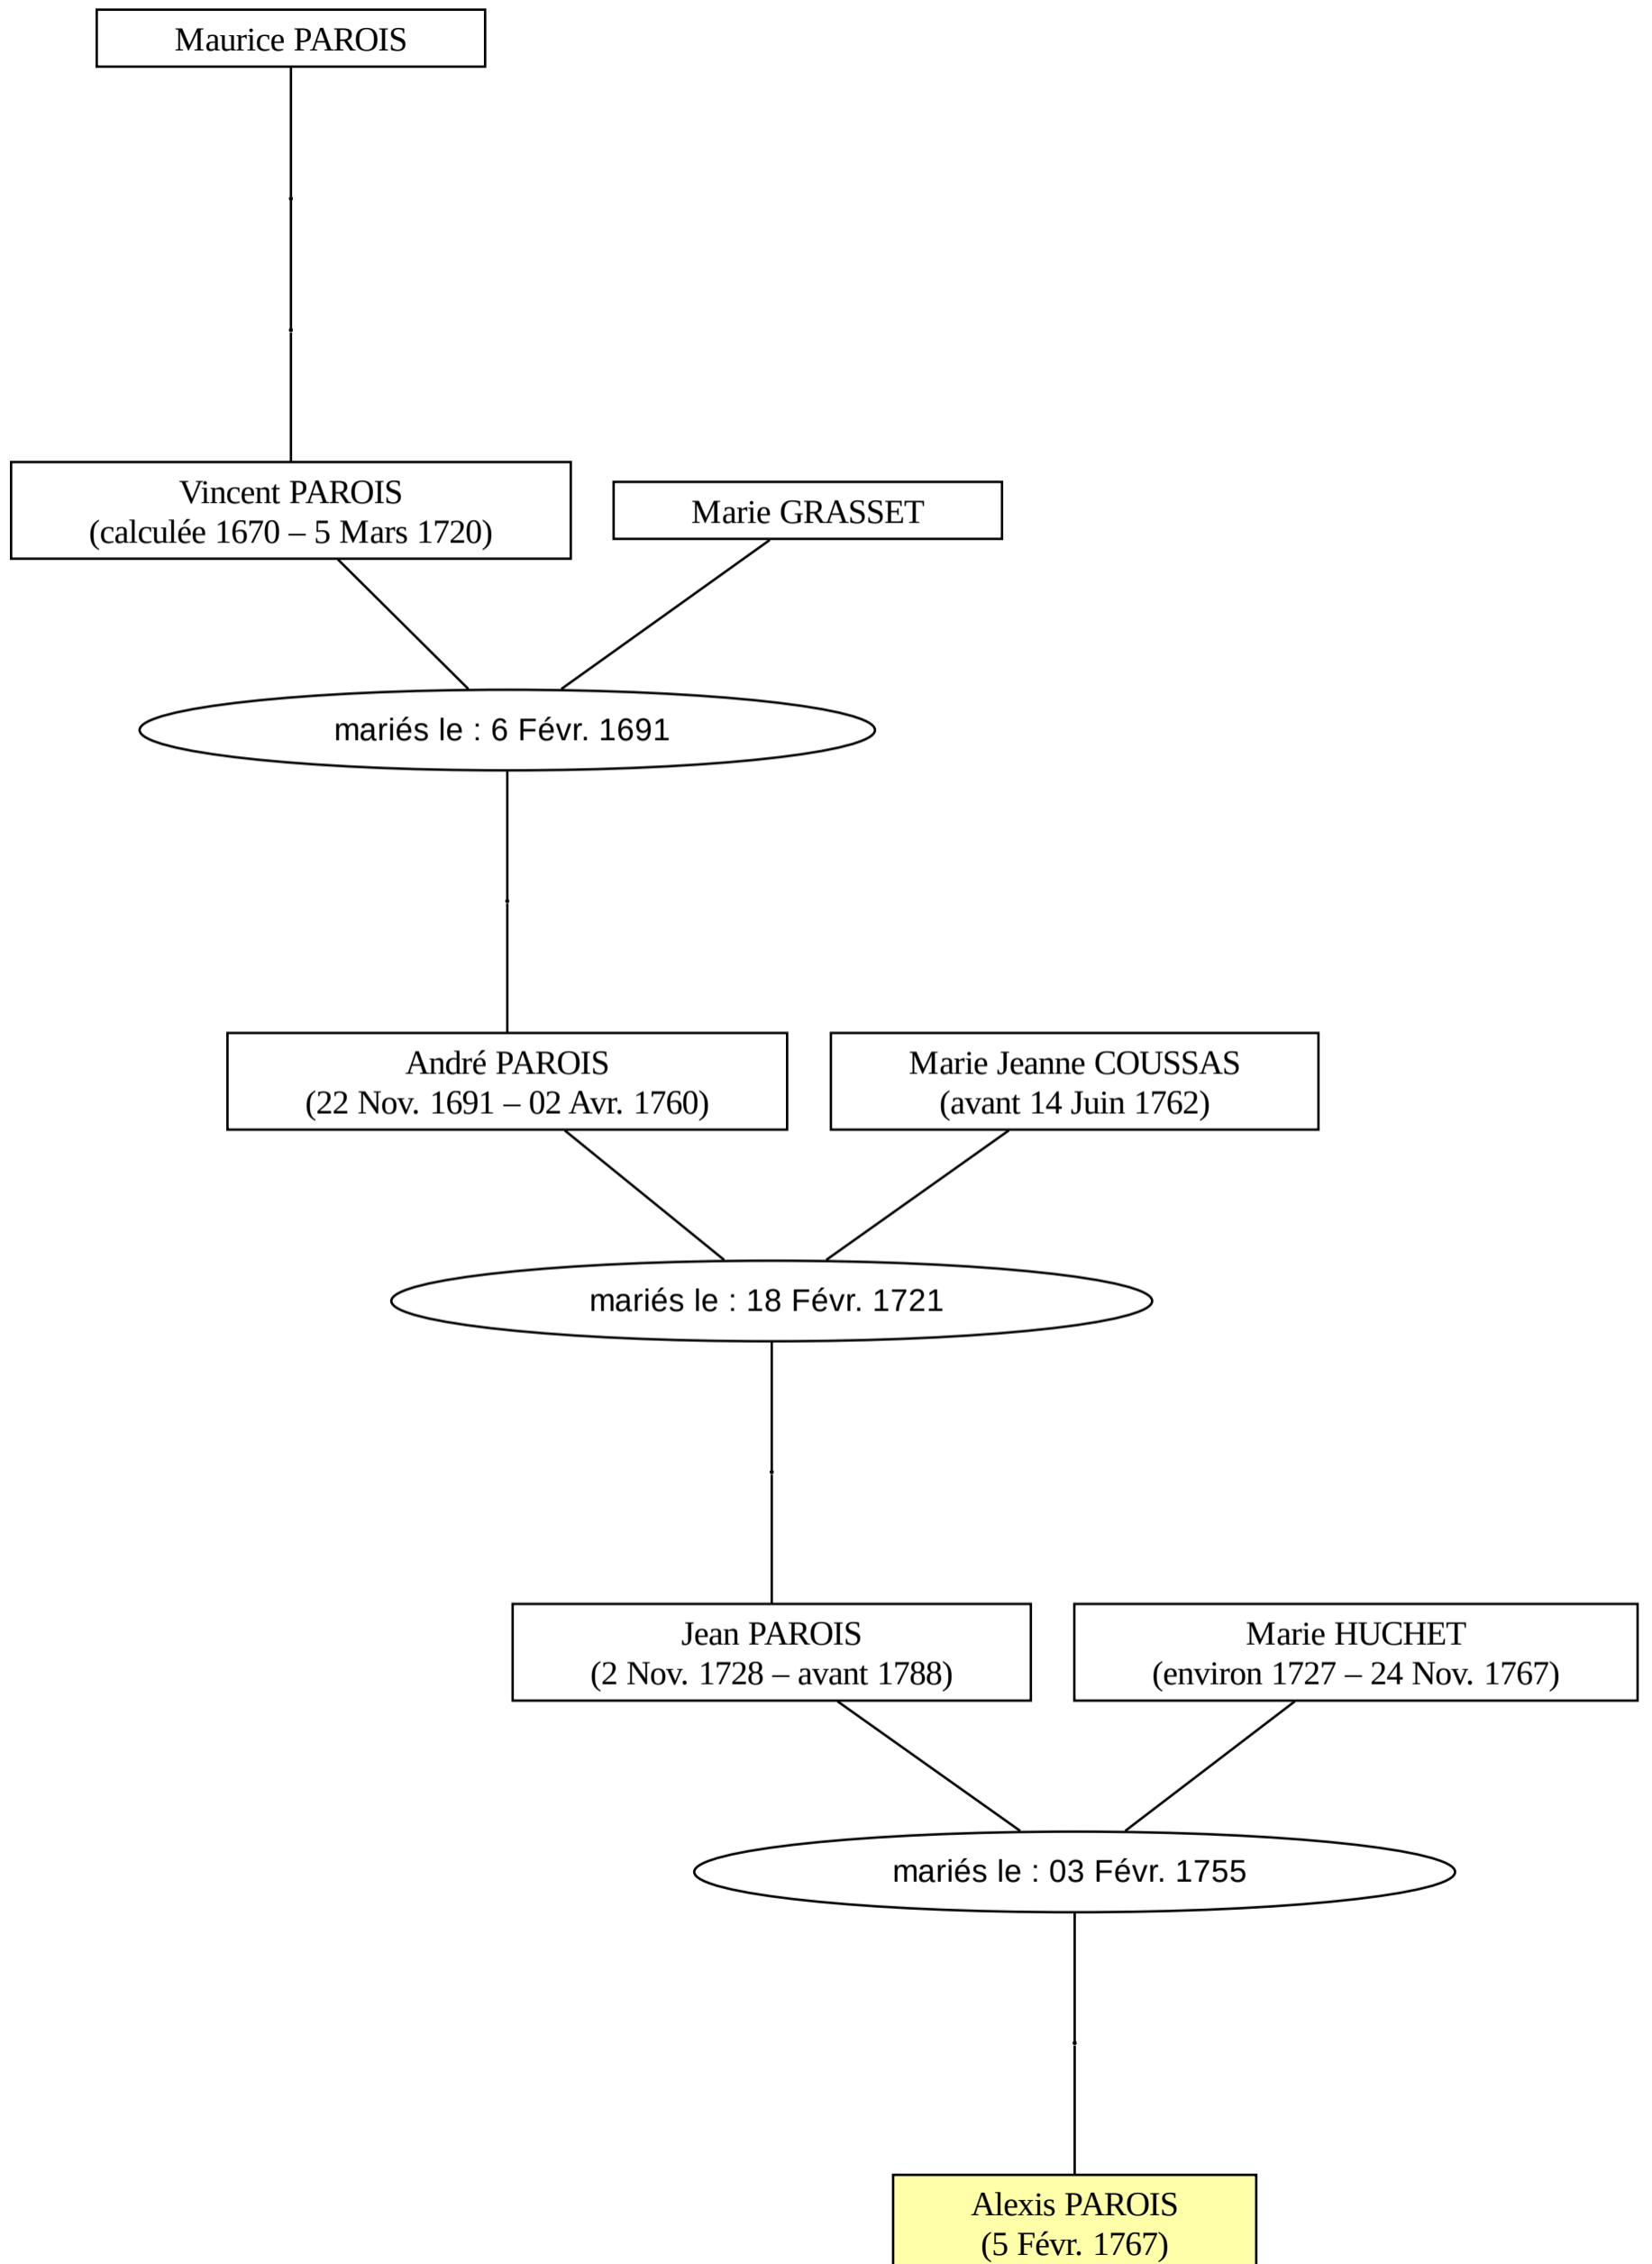 Maurice PAROIS
Vincent PAROIS
(calculée 1670 – 5 Mars 1720)
Marie GRASSET
mariés le : 6 Févr. 1691
André PAROIS
(22 Nov. 1691 – 02 Avr. 1760)
Marie Jeanne COUSSAS
(avant 14 Juin 1762)
mariés le : 18 Févr. 1721
Jean PAROIS
(2 Nov. 1728 – avant 1788)
Marie HUCHET
(environ 1727 – 24 Nov. 1767)
mariés le : 03 Févr. 1755
Alexis PAROIS
(5 Févr. 1767)